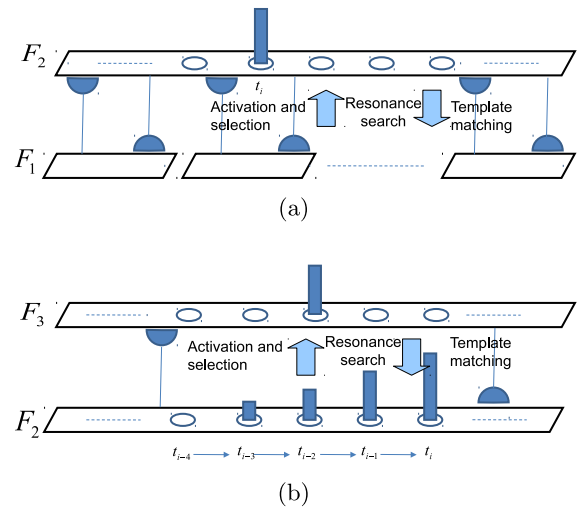 F₂
tᵢ
Activation and selection
Resonance search
Template matching
F₁
(a)
F₃
Activation and selection
Resonance search
Template matching
F₂
tᵢ₋₄ tᵢ₋₃ tᵢ₋₂ tᵢ₋₁ tᵢ
(b)